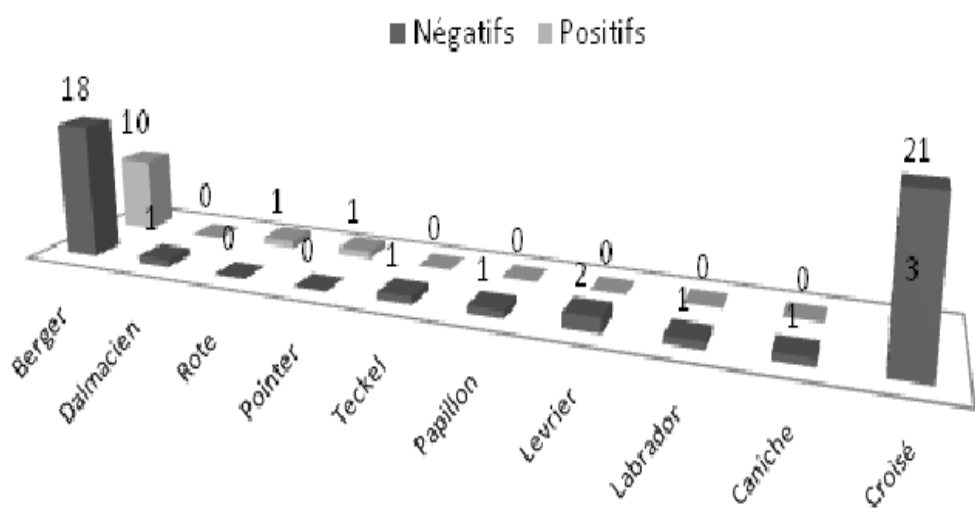 Négatifs Positifs
18
10
1
0
0
1
0
1
1
0
1
0
2
0
1
0
1
0
21
3
Berger
Dalmacien
Rote
Pointer
Teckel
Papillon
Levrier
Labrador
Caniche
Croisé